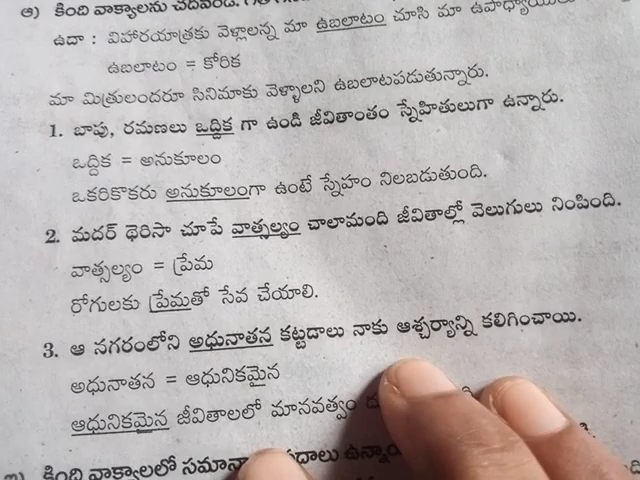 ఆ) కింది వాక్యాలను చదవండి.
ఉదా : విహారయాత్రకు వెళ్లాలన్న మా ఉబలాటం చూసి మా ఉపాధ్యాయులు
ఉబలాటం = కోరిక
మా మిత్రులందరూ సినిమాకు వెళ్ళాలని ఉబలాటపడుతున్నారు.
1. బాపు, రమణలు ఒద్దిక గా ఉండి జీవితాంతం స్నేహితులుగా ఉన్నారు.
ఒద్దిక = అనుకూలం
ఒకరికొకరు అనుకూలంగా ఉంటే స్నేహం నిలబడుతుంది.
2. మదర్ థెరిసా చూపే వాత్సల్యం చాలామంది జీవితాల్లో వెలుగులు నింపింది.
వాత్సల్యం = ప్రేమ
రోగులకు ప్రేమతో సేవ చేయాలి.
3. ఆ నగరంలోని అధునాతన కట్టడాలు నాకు ఆశ్చర్యాన్ని కలిగించాయి.
అధునాతన = ఆధునికమైన
ఆధునికమైన జీవితాలలో మానవత్వం
కింది వాక్యాలలో